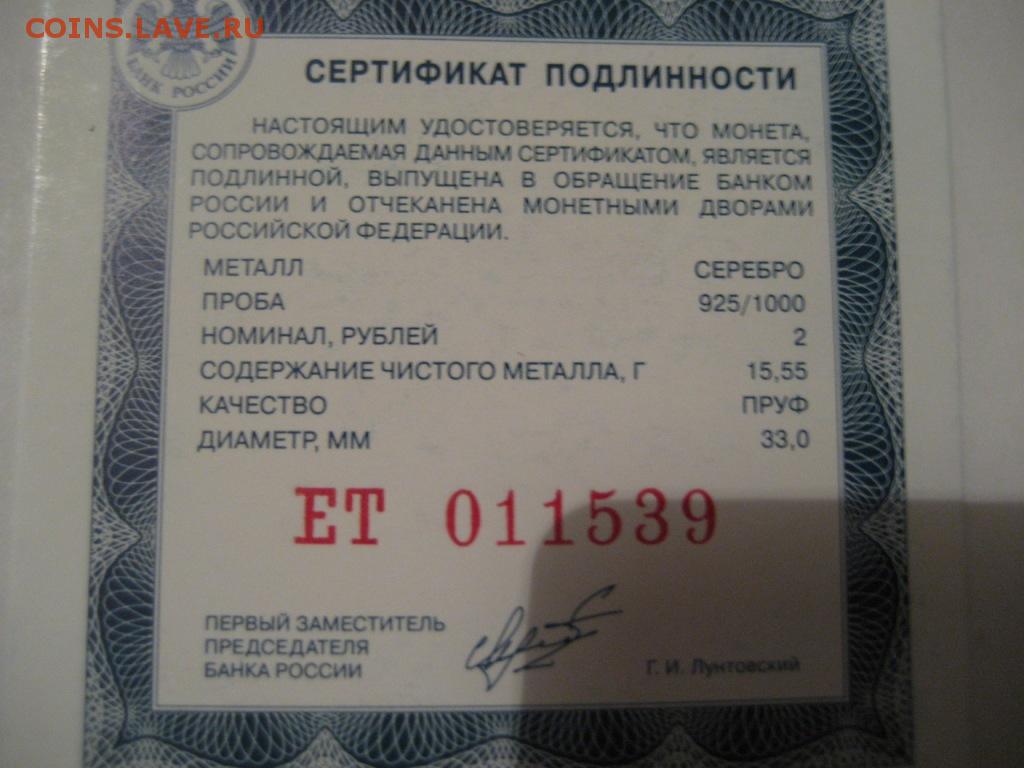 COINS.LAVE.RU
БАНК РОССИИ
СЕРТИФИКАТ ПОДЛИННОСТИ
НАСТОЯЩИМ УДОСТОВЕРЯЕТСЯ, ЧТО МОНЕТА,
СОПРОВОЖДАЕМАЯ ДАННЫМ СЕРТИФИКАТОМ, ЯВЛЯЕТСЯ
ПОДЛИННОЙ, ВЫПУЩЕНА В ОБРАЩЕНИЕ БАНКОМ
РОССИИ И ОТЧЕКАНЕНА МОНЕТНЫМИ ДВОРАМИ
РОССИЙСКОЙ ФЕДЕРАЦИИ.
МЕТАЛЛ СЕРЕБРО
ПРОБА 925/1000
НОМИНАЛ, РУБЛЕЙ 2
СОДЕРЖАНИЕ ЧИСТОГО МЕТАЛЛА, Г 15,55
КАЧЕСТВО ПРУФ
ДИАМЕТР, ММ 33,0
ЕТ 011539
ПЕРВЫЙ ЗАМЕСТИТЕЛЬ
ПРЕДСЕДАТЕЛЯ
БАНКА РОССИИ
Г. И. Лунтовский